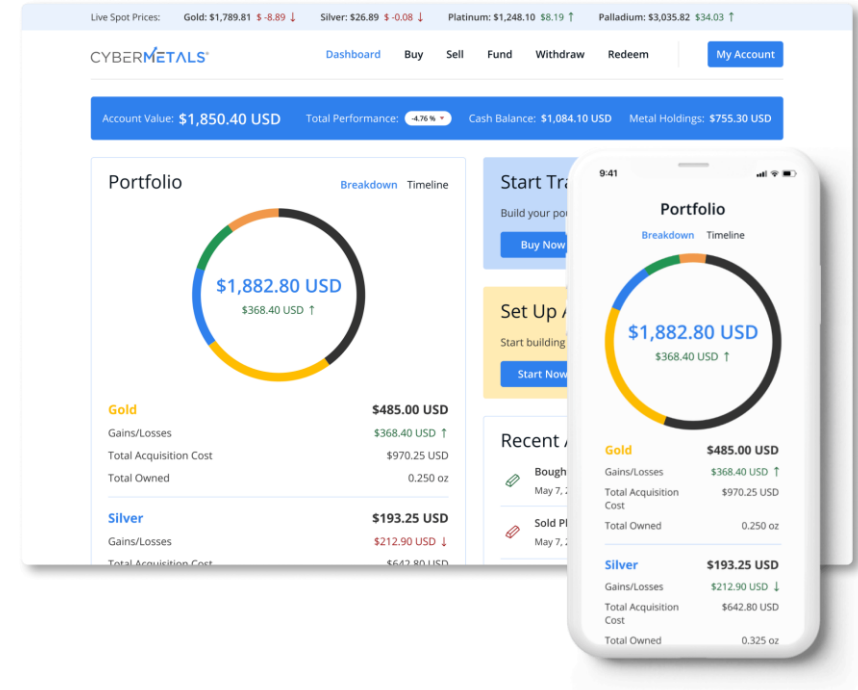 Live Spot Prices: Gold: $1,789.81 $ -8.89 ↓ Silver: $26.89 $ -0.08 ↓ Platinum: $1,248.10 $8.19 ↑ Palladium: $3,035.82 $34.03 ↑
CYBERMETALS Dashboard Buy Sell Fund Withdraw Redeem My Account
Account Value: $1,850.40 USD Total Performance: -4.76 % Cash Balance: $1,084.10 USD Metal Holdings: $755.30 USD
Portfolio
Breakdown Timeline
$1,882.80 USD
$368.40 USD ↑
Gold $485.00 USD
Gains/Losses $368.40 USD ↑
Total Acquisition Cost $970.25 USD
Total Owned 0.250 oz
Silver $193.25 USD
Gains/Losses $212.90 USD ↓
Total Acquisition Cost $642.80 USD
Start
Build your
Buy Now
Set Up
Start building
Start Now
Recent
May 7,
Sold
May 7,
9:41
Portfolio
Breakdown Timeline
$1,882.80 USD
$368.40 USD ↑
Gold $485.00 USD
Gains/Losses $368.40 USD ↑
Total Acquisition $970.25 USD
Cost
Total Owned 0.250 oz
Silver $193.25 USD
Gains/Losses $212.90 USD ↓
Total Acquisition $642.80 USD
Cost
Total Owned 0.325 oz